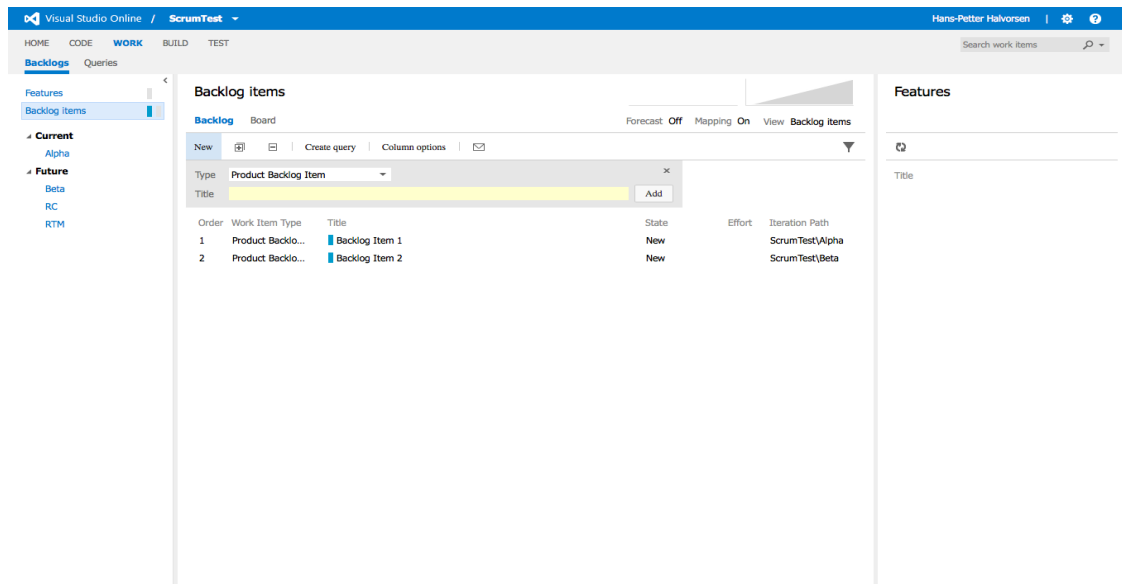 Visual Studio Online / ScrumTest
Hans-Petter Halvorsen
HOME CODE WORK BUILD TEST
Search work items
Backlogs Queries
Features
Backlog items
Current
Alpha
Future
Beta
RC
RTM
Backlog items
Backlog Board
Forecast Off Mapping On View Backlog items
New Create query Column options
Type Product Backlog Item
Title
Add
Order Work Item Type Title State Effort Iteration Path
1 Product Backlo... Backlog Item 1 New ScrumTest\Alpha
2 Product Backlo... Backlog Item 2 New ScrumTest\Beta
Features
Title